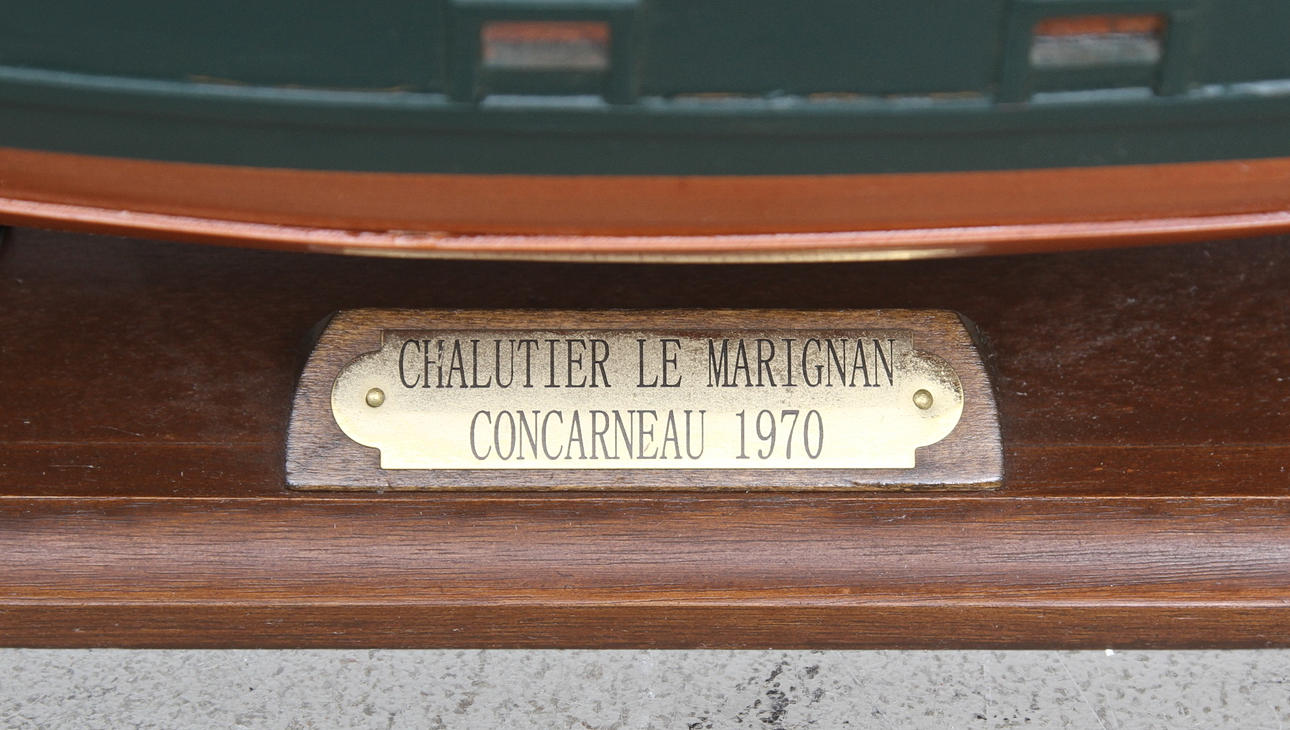 CHALUTIER LE MARIGNAN
CONCARNEAU 1970